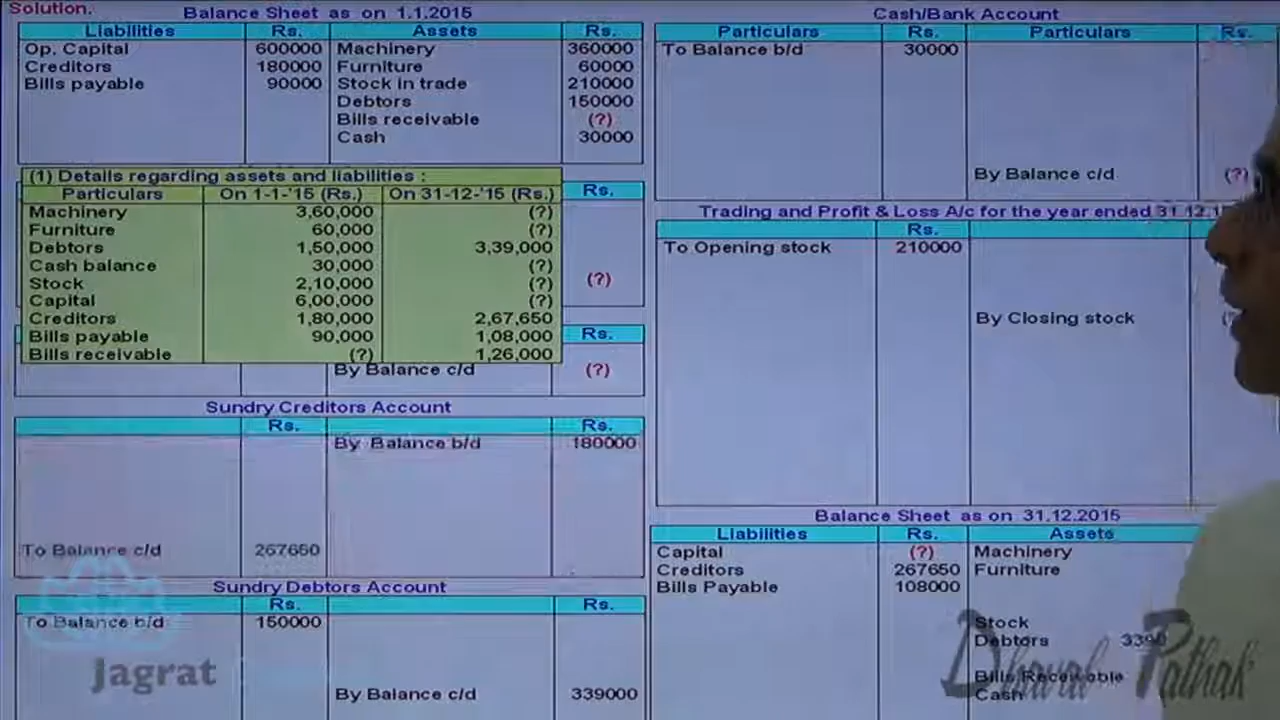 Solution.
Balance Sheet as on 1.1.2015
Liabilities Rs. Assets Rs.
Op. Capital 600000 Machinery 360000
Creditors 180000 Furniture 60000
Bills payable 90000 Stock in trade 210000
Debtors 150000
Bills receivable (?)
Cash 30000
(1) Details regarding assets and liabilities :
Particulars On 1-1-'15 (Rs.) On 31-12-'15 (Rs.)
Machinery 3,60,000 (?)
Furniture 60,000 (?)
Debtors 1,50,000 3,39,000
Cash balance 30,000 (?)
Stock 2,10,000 (?)
Capital 6,00,000 (?)
Creditors 1,80,000 2,67,650
Bills payable 90,000 1,08,000
Bills receivable (?) 1,26,000
Rs.
(?)
Rs.
By Balance c/d (?)
Sundry Creditors Account
Rs. Rs.
By Balance b/d 180000
To Balance c/d 267650
Sundry Debtors Account
Rs. Rs.
To Balance b/d 150000
By Balance c/d 339000
Jagrat
Cash/Bank Account
Particulars Rs. Particulars Rs.
To Balance b/d 30000
By Balance c/d (?)
Trading and Profit & Loss A/c for the year ended 31.12.1
Rs.
To Opening stock 210000
By Closing stock
Balance Sheet as on 31.12.2015
Liabilities Rs. Assets
Capital (?) Machinery
Creditors 267650 Furniture
Bills Payable 108000
Stock
Debtors 3390
Bills Receivable
Cash
Dhaval Pathak